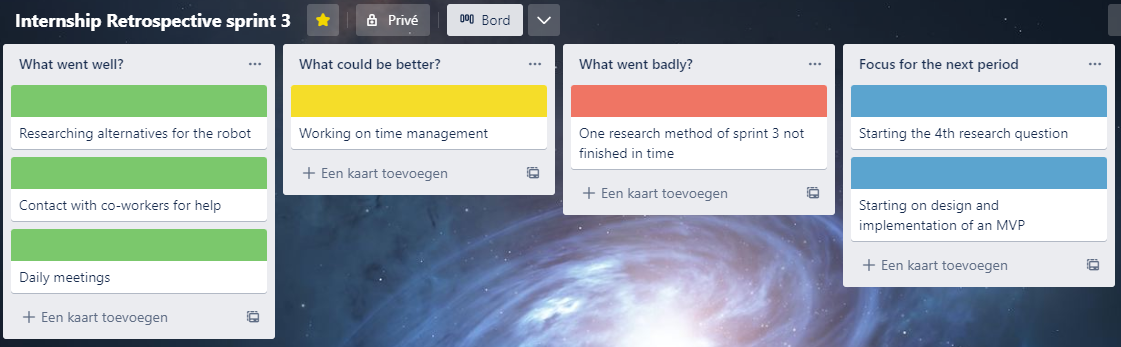 Internship Retrospective sprint 3
Privé
Bord
What went well?
Researching alternatives for the robot
Contact with co-workers for help
Daily meetings
Een kaart toevoegen
What could be better?
Working on time management
Een kaart toevoegen
What went badly?
One research method of sprint 3 not
finished in time
Een kaart toevoegen
Focus for the next period
Starting the 4th research question
Starting on design and
implementation of an MVP
Een kaart toevoegen